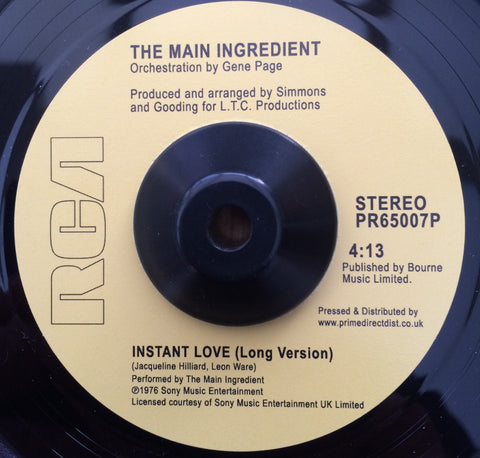 THE MAIN INGREDIENT
Orchestration by Gene Page
Produced and arranged by Simmons
and Gooding for L.T.C. Productions
RCA
STEREO
PR65007P
4:13
Published by Bourne
Music Limited.
Pressed & Distributed by
www.primedirectdist.co.uk
INSTANT LOVE (Long Version)
(Jacqueline Hilliard, Leon Ware)
Performed by The Main Ingredient
℗1976 Sony Music Entertainment
Licensed courtesy of Sony Music Entertainment UK Limited